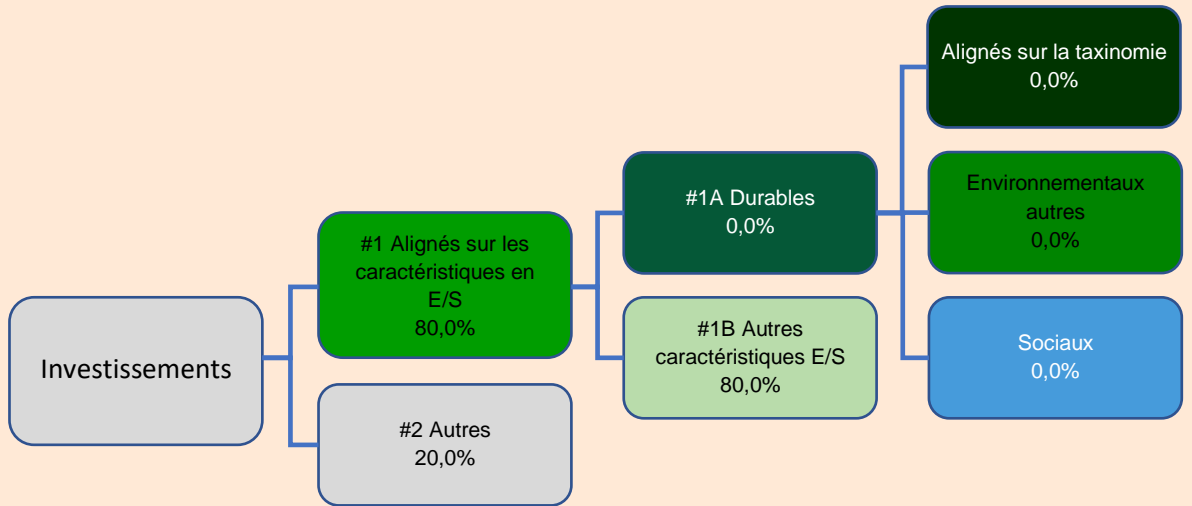 Investissements
#1 Alignés sur les
caractéristiques en
E/S
80,0%
#2 Autres
20,0%
#1A Durables
0,0%
#1B Autres
caractéristiques E/S
80,0%
Alignés sur la taxinomie
0,0%
Environnementaux
autres
0,0%
Sociaux
0,0%